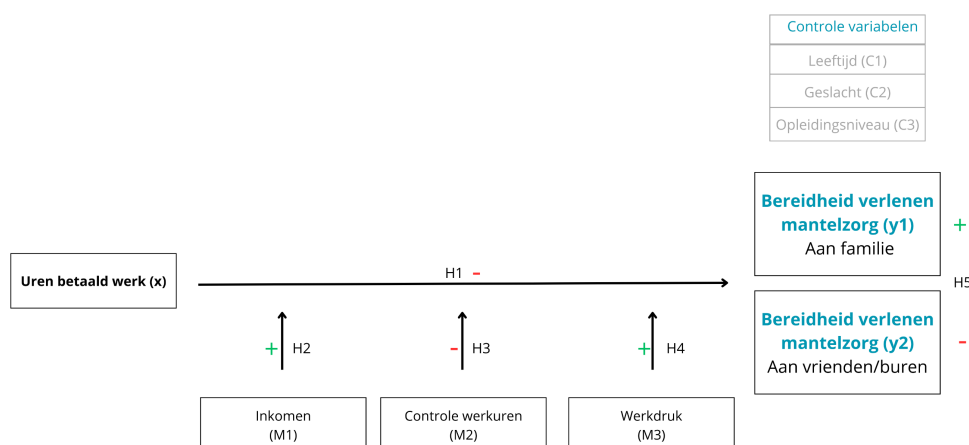 Controle variabelen
Leeftijd (C1)
Geslacht (C2)
Opleidingsniveau (C3)
Bereidheid verlenen
mantelzorg (y1)
Aan familie
+
Uren betaald werk (x)
H1 -
H5
Bereidheid verlenen
mantelzorg (y2)
Aan vrienden/buren
-
+ H2
- H3
+ H4
Inkomen
(M1)
Controle werkuren
(M2)
Werkdruk
(M3)